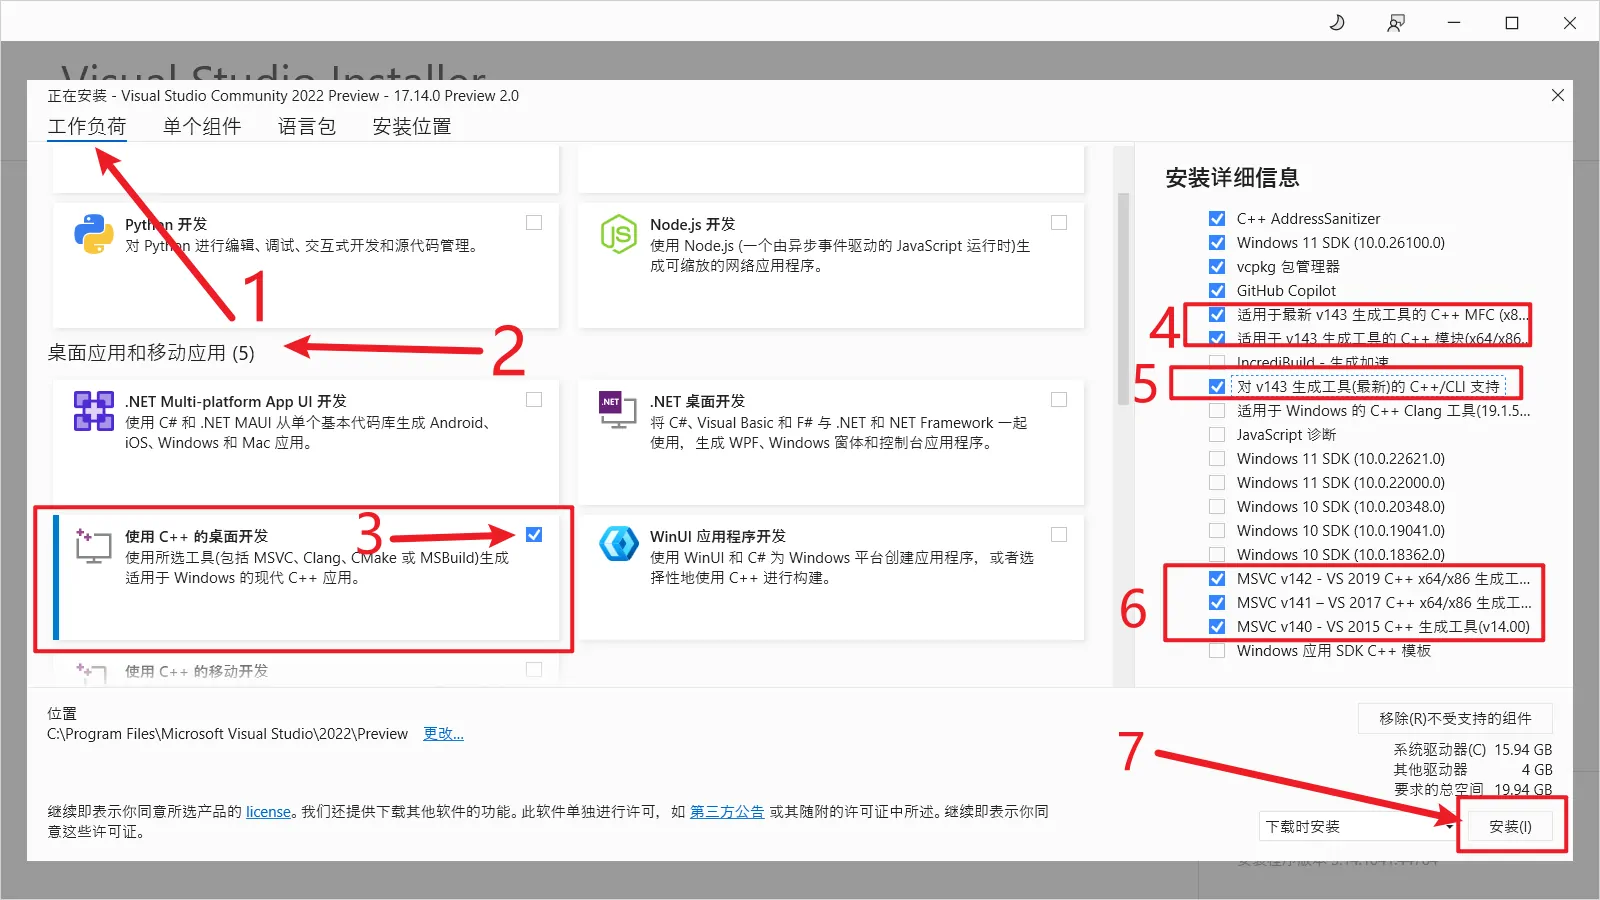 Visual Studio Installer
正在安装 - Visual Studio Community 2022 Preview - 17.14.0 Preview 2.0
工作负荷 单个组件 语言包 安装位置
Python 开发
对 Python 进行编辑、调试、交互式开发和源代码管理。
Node.js 开发
使用 Node.js (一个由异步事件驱动的 JavaScript 运行时)生
成可缩放的网络应用程序。
1
桌面应用和移动应用 (5)
2
.NET Multi-platform App UI 开发
使用 C# 和 .NET MAUI 从单个基本代码库生成 Android、
iOS、Windows 和 Mac 应用。
.NET
.NET 桌面开发
将 C#、Visual Basic 和 F# 与 .NET 和 .NET Framework 一起
使用，生成 WPF、Windows 窗体和控制台应用程序。
使用 C++ 的桌面开发
3
使用所选工具(包括 MSVC、Clang、CMake 或 MSBuild)生成
适用于 Windows 的现代 C++ 应用。
WinUI 应用程序开发
使用 WinUI 和 C# 为 Windows 平台创建应用程序，或者选
择性地使用 C++ 进行构建。
使用 C++ 的移动开发
安装详细信息
C++ AddressSanitizer
Windows 11 SDK (10.0.26100.0)
vcpkg 包管理器
GitHub Copilot
4
适用于最新 v143 生成工具的 C++ MFC (x8...
适用于 v143 生成工具的 C++ 模块(x64/x86...
IncrediBuild - 生成加速
5
对 v143 生成工具(最新)的 C++/CLI 支持
适用于 Windows 的 C++ Clang 工具(19.1.5...
JavaScript 诊断
Windows 11 SDK (10.0.22621.0)
Windows 11 SDK (10.0.22000.0)
Windows 10 SDK (10.0.20348.0)
Windows 10 SDK (10.0.19041.0)
Windows 10 SDK (10.0.18362.0)
6
MSVC v142 - VS 2019 C++ x64/x86 生成工...
MSVC v141 – VS 2017 C++ x64/x86 生成工...
MSVC v140 - VS 2015 C++ 生成工具(v14.00)
Windows 应用 SDK C++ 模板
位置
C:\Program Files\Microsoft Visual Studio\2022\Preview 更改...
移除(R)不受支持的组件
系统驱动器(C) 15.94 GB
其他驱动器 4 GB
要求的总空间 19.94 GB
7
继续即表示你同意所选产品的 license。我们还提供下载其他软件的功能。此软件单独进行许可，如 第三方公告 或其随附的许可证中所述。继续即表示你同
意这些许可证。
下载时安装
安装(I)